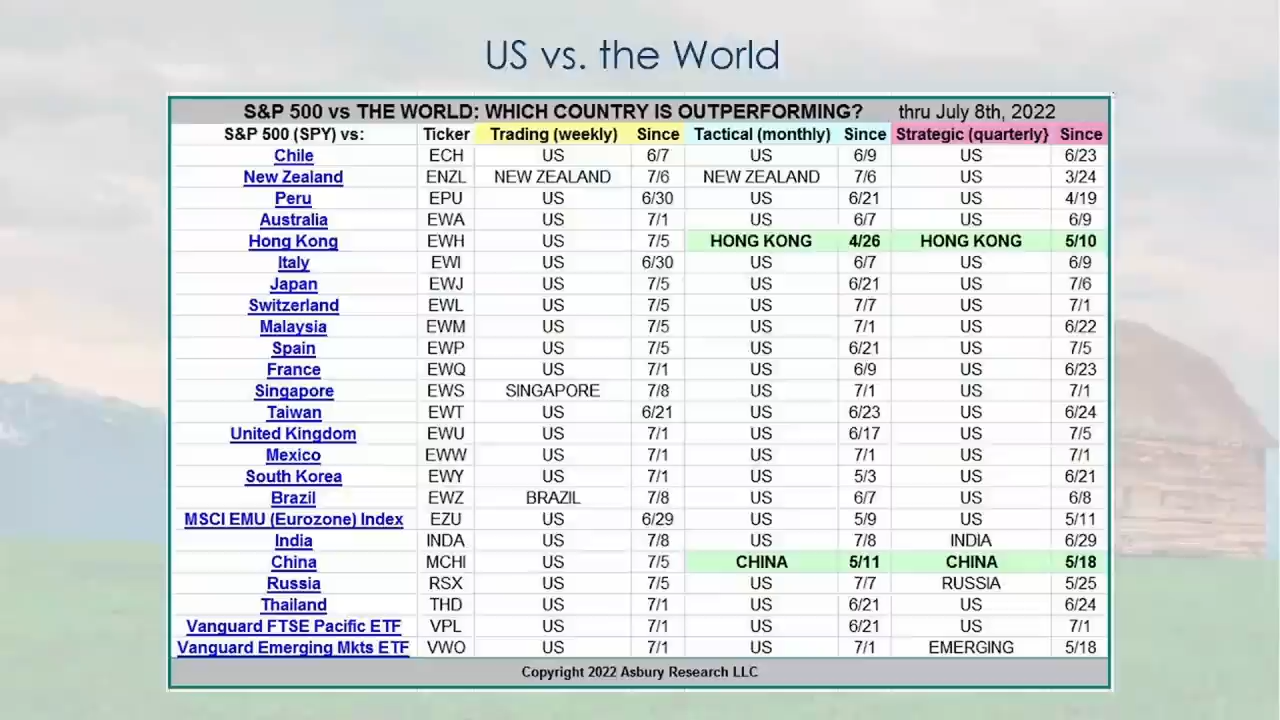 US vs. the World
S&P 500 vs THE WORLD: WHICH COUNTRY IS OUTPERFORMING? thru July 8th, 2022
S&P 500 (SPY) vs: Ticker Trading (weekly) Since Tactical (monthly) Since Strategic (quarterly} Since
Chile ECH US 6/7 US 6/9 US 6/23
New Zealand ENZL NEW ZEALAND 7/6 NEW ZEALAND 7/6 US 3/24
Peru EPU US 6/30 US 6/21 US 4/19
Australia EWA US 7/1 US 6/7 US 6/9
Hong Kong EWH US 7/5 HONG KONG 4/26 HONG KONG 5/10
Italy EWI US 6/30 US 6/7 US 6/9
Japan EWJ US 7/5 US 6/21 US 7/6
Switzerland EWL US 7/5 US 7/7 US 7/1
Malaysia EWM US 7/5 US 7/1 US 6/22
Spain EWP US 7/5 US 6/21 US 7/5
France EWQ US 7/1 US 6/9 US 6/23
Singapore EWS SINGAPORE 7/8 US 7/1 US 7/1
Taiwan EWT US 6/21 US 6/23 US 6/24
United Kingdom EWU US 7/1 US 6/17 US 7/5
Mexico EWW US 7/1 US 7/1 US 7/1
South Korea EWY US 7/1 US 5/3 US 6/21
Brazil EWZ BRAZIL 7/8 US 6/7 US 6/8
MSCI EMU (Eurozone) Index EZU US 6/29 US 5/9 US 5/11
India INDA US 7/8 US 7/8 INDIA 6/29
China MCHI US 7/5 CHINA 5/11 CHINA 5/18
Russia RSX US 7/5 US 7/7 RUSSIA 5/25
Thailand THD US 7/1 US 6/21 US 6/24
Vanguard FTSE Pacific ETF VPL US 7/1 US 6/21 US 7/1
Vanguard Emerging Mkts ETF VWO US 7/1 US 7/1 EMERGING 5/18
Copyright 2022 Asbury Research LLC